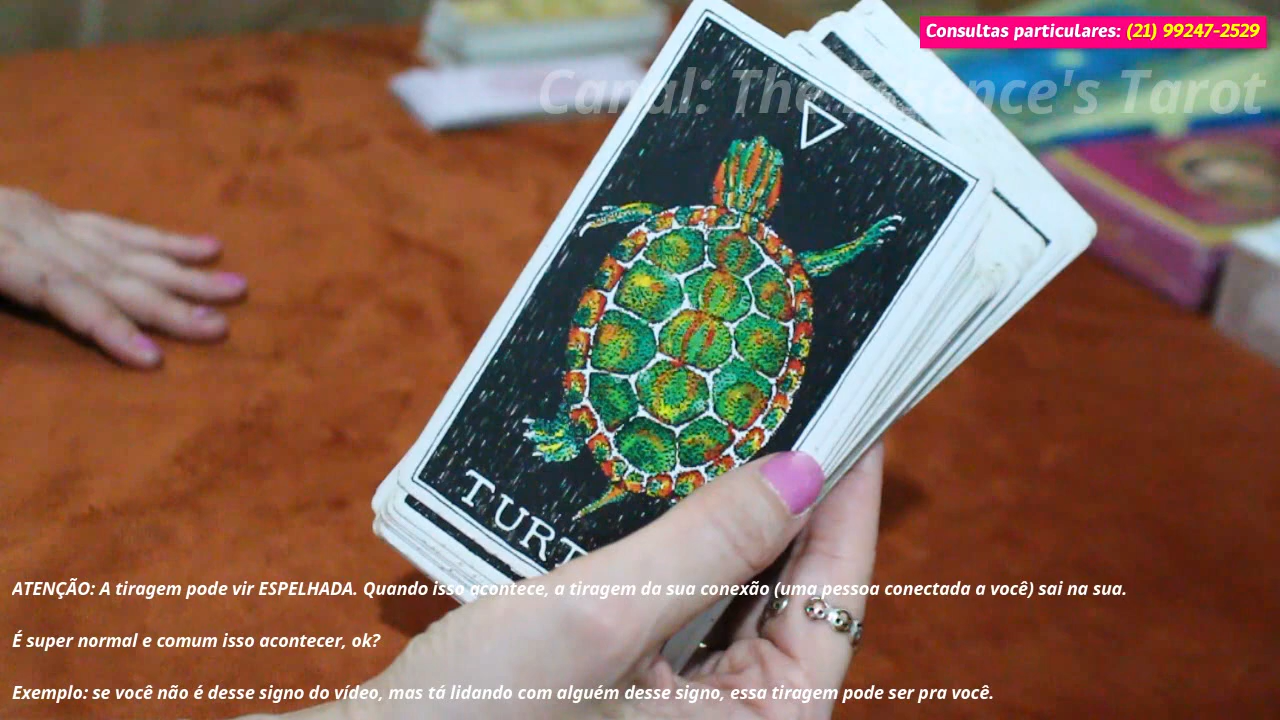 Consultas particulares: (21) 99247-2529
Canal: The Essence's Tarot
ATENÇÃO: A tiragem pode vir ESPELHADA. Quando isso acontece, a tiragem da sua conexão (uma pessoa conectada a você) sai na sua.
É super normal e comum isso acontecer, ok?
Exemplo: se você não é desse signo do vídeo, mas tá lidando com alguém desse signo, essa tiragem pode ser pra você.